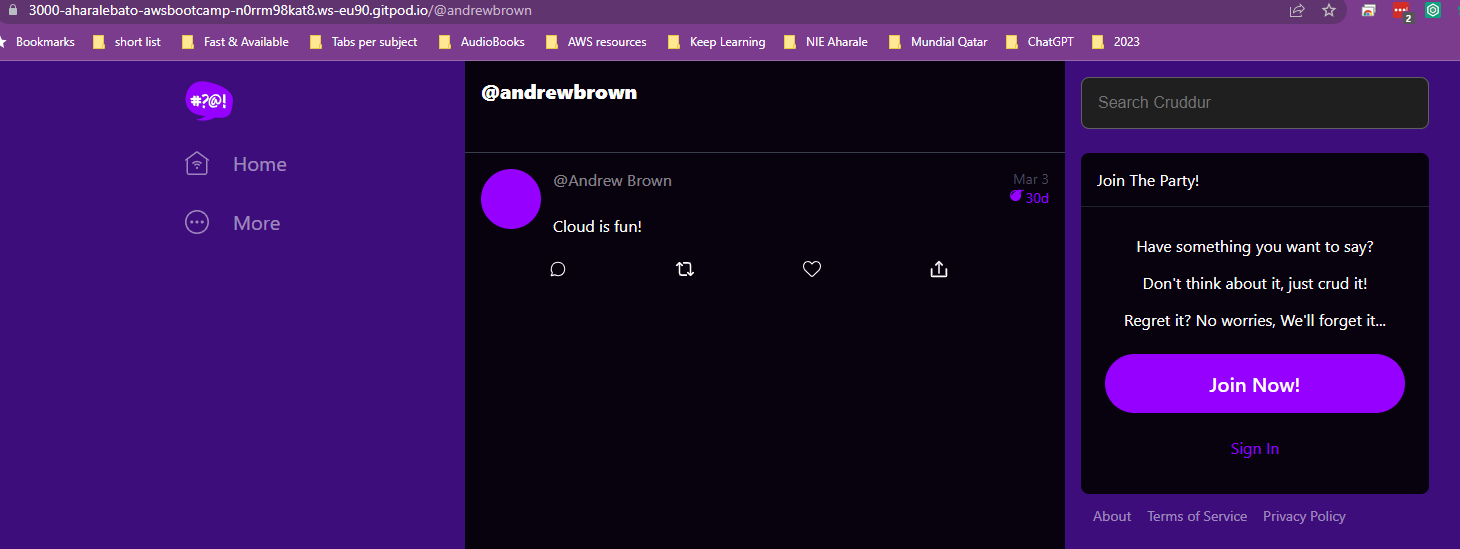 3000-aharalebato-awsbootcamp-n0rrm98kat8.ws-eu90.gitpod.io/@andrewbrown
2
Bookmarks short list Fast & Available Tabs per subject AudioBooks AWS resources Keep Learning NIE Aharale Mundial Qatar ChatGPT 2023
#?@!
Home
More
@andrewbrown
@Andrew Brown
Mar 3
30d
Cloud is fun!
Search Cruddur
Join The Party!
Have something you want to say?
Don't think about it, just crud it!
Regret it? No worries, We'll forget it...
Join Now!
Sign In
About Terms of Service Privacy Policy